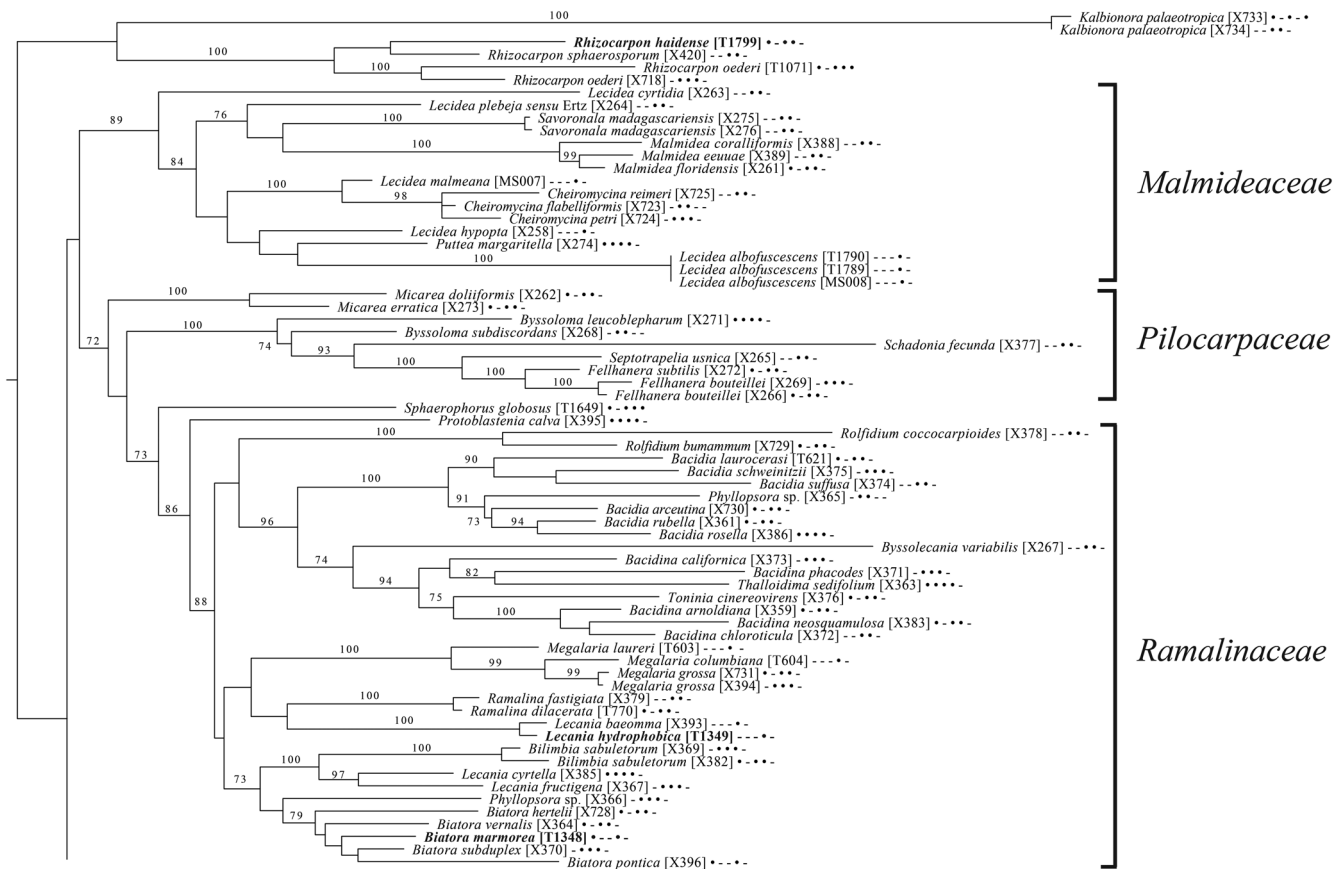 100
Kalbionora palaeotropica [X733] • - • - •
Kalbionora palaeotropica [X734] - - • • -
100
Rhizocarpon haidense [T1799] • - • • -
Rhizocarpon sphaerosporum [X420] - - • • -
100
Rhizocarpon oederi [T1071] • - • • •
Rhizocarpon oederi [X718] - • • • -
89
Lecidea cyrtidia [X263] - - • • -
76
Lecidea plebeja sensu Ertz [X264] - - • • -
100
Savoronala madagascariensis [X275] - - • • -
Savoronala madagascariensis [X276] - - • • -
100
Malmidea coralliformis [X388] - - • • -
99
Malmidea eeuuae [X389] - - • • -
Malmidea floridensis [X261] - - • • -
84
100
Lecidea malmeana [MS007] - - - • -
98
Cheiromycina reimeri [X725] - - • • -
Cheiromycina flabelliformis [X723] - • • - -
Cheiromycina petri [X724] - • • • -
Lecidea hypopta [X258] - - - • -
Puttea margaritella [X274] • • • • -
100
Lecidea albofuscescens [T1790] - - - • -
Lecidea albofuscescens [T1789] - - - • -
Lecidea albofuscescens [MS008] - - - • -
Malmideaceae
72
100
Micarea doliiformis [X262] • - • • -
Micarea erratica [X273] • - • • -
100
Byssoloma leucoblepharum [X271] • • • • -
74
Byssoloma subdiscordans [X268] - • • - -
93
Schadonia fecunda [X377] - - • • -
100
Septotrapelia usnica [X265] - - • • -
100
Fellhanera subtilis [X272] • - • • -
100
Fellhanera bouteillei [X269] - • • • -
Fellhanera bouteillei [X266] • - • • -
Pilocarpaceae
73
Sphaerophorus globosus [T1649] • - • • •
Protoblastenia calva [X395] • • • • -
86
100
Rolfidium coccocarpioides [X378] - - • • -
Rolfidium bumammum [X729] • - • • -
88
96
100
90
Bacidia laurocerasi [T621] • - • • -
Bacidia schweinitzii [X375] - • • • -
Bacidia suffusa [X374] - - • • -
91
Phyllopsora sp. [X365] - • • - -
73
Bacidia arceutina [X730] • - • • -
94
Bacidia rubella [X361] • - • • -
Bacidia rosella [X386] • • • • -
74
Byssolecania variabilis [X267] - - • • -
94
Bacidina californica [X373] - • • • -
82
Bacidina phacodes [X371] - • • • -
Thalloidima sedifolium [X363] • • • • -
75
Toninia cinereovirens [X376] • - • • -
100
Bacidina arnoldiana [X359] • - • • -
Bacidina neosquamulosa [X383] • - • • -
Bacidina chloroticula [X372] - - • • -
100
Megalaria laureri [T603] - - - • -
99
Megalaria columbiana [T604] - - - • -
99
Megalaria grossa [X731] • - • • -
Megalaria grossa [X394] - • • • -
100
Ramalina fastigiata [X379] - - • • -
Ramalina dilacerata [T770] • - • • -
100
Lecania baeomma [X393] - - - • -
Lecania hydrophobica [T1349] - - - • -
73
100
Bilimbia sabuletorum [X369] - • • • -
Bilimbia sabuletorum [X382] • - • • -
97
Lecania cyrtella [X385] • • • • -
Lecania fructigena [X367] - • • • -
Phyllopsora sp. [X366] - • • • -
79
Biatora hertelii [X728] • - • • -
Biatora vernalis [X364] • - • • -
Biatora marmorea [T1348] • - - • -
Biatora subduplex [X370] - • • • -
Biatora pontica [X396] • - - • -
Ramalinaceae